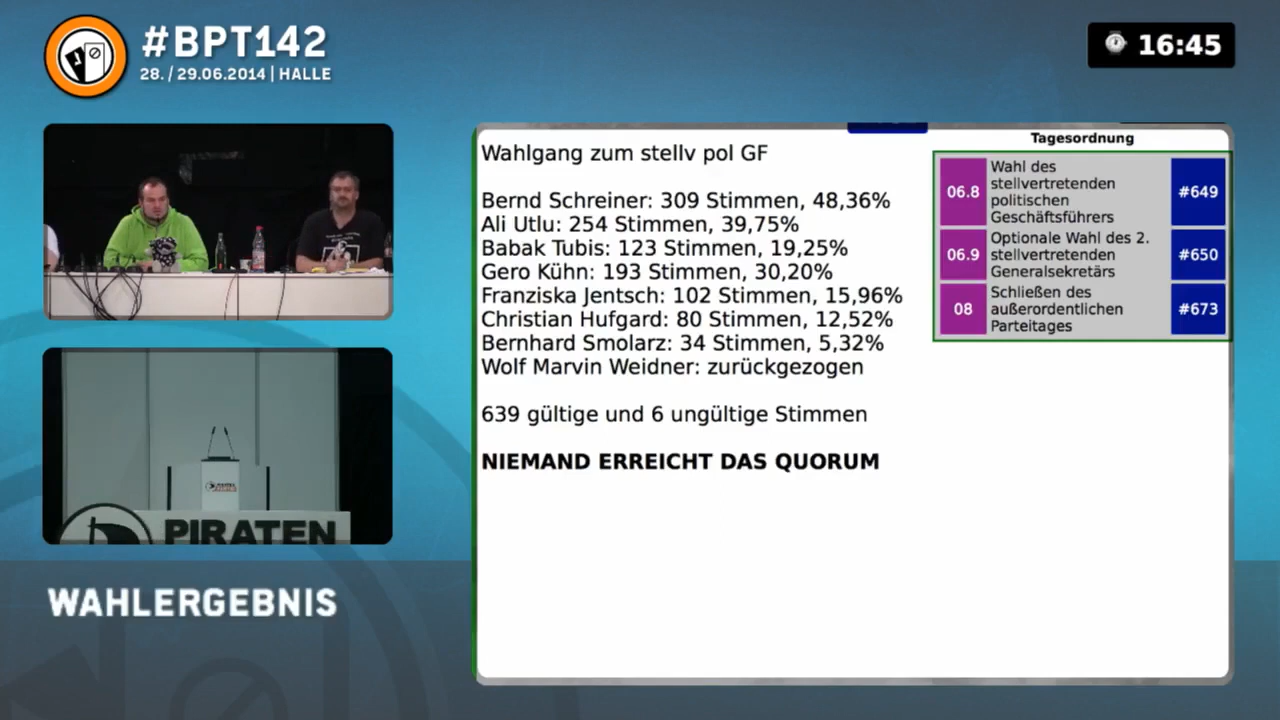 #BPT142
28. / 29.06.2014 | HALLE
16:45
Wahlgang zum stellv pol GF
Bernd Schreiner: 309 Stimmen, 48,36%
Ali Utlu: 254 Stimmen, 39,75%
Babak Tubis: 123 Stimmen, 19,25%
Gero Kühn: 193 Stimmen, 30,20%
Franziska Jentsch: 102 Stimmen, 15,96%
Christian Hufgard: 80 Stimmen, 12,52%
Bernhard Smolarz: 34 Stimmen, 5,32%
Wolf Marvin Weidner: zurückgezogen
639 gültige und 6 ungültige Stimmen
NIEMAND ERREICHT DAS QUORUM
Tagesordnung
06.8
Wahl des
stellvertretenden
politischen
Geschäftsführers
#649
06.9
Optionale Wahl des 2.
stellvertretenden
Generalsekretärs
#650
08
Schließen des
außerordentlichen
Parteitages
#673
PIRATEN
WAHLERGEBNIS